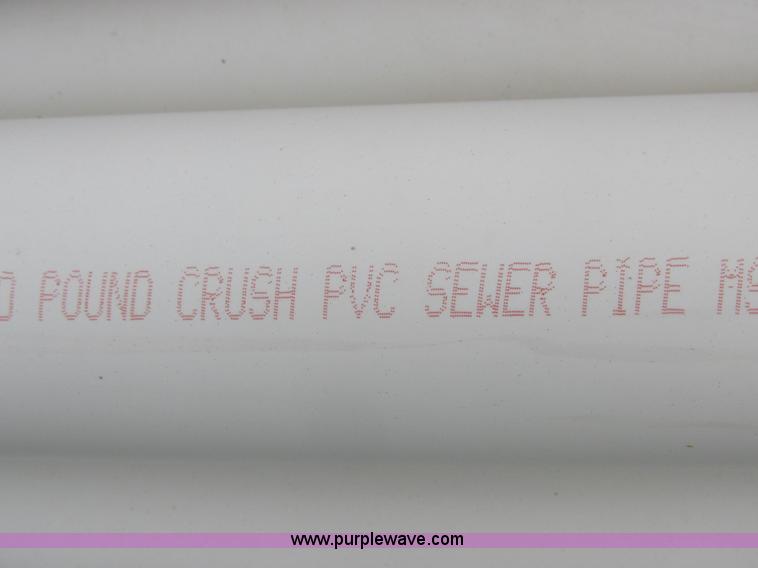 POUND CRUSH PVC SEWER PIPE
www.purplewave.com